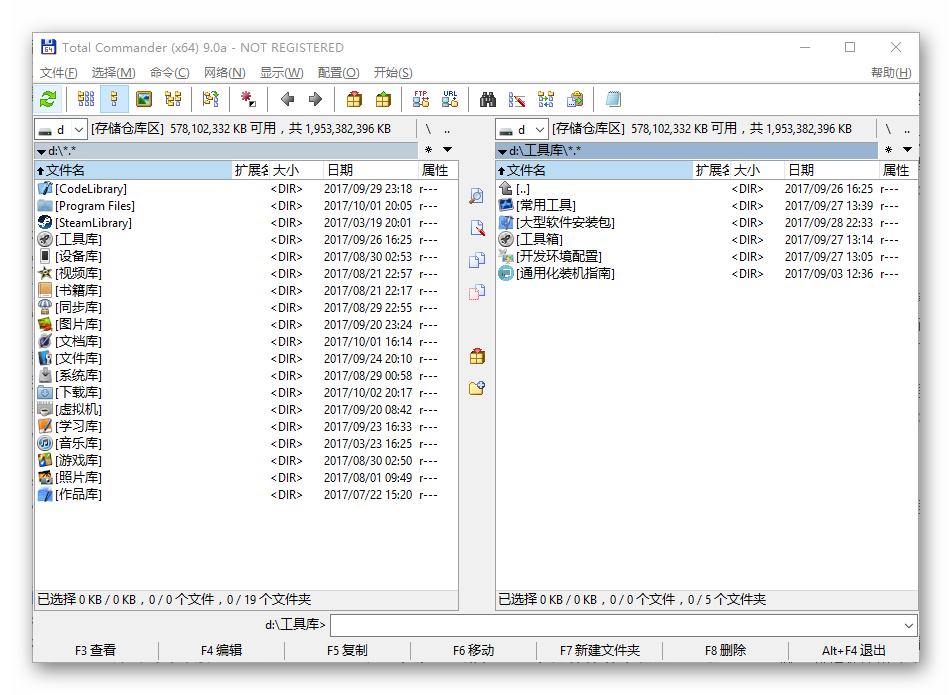 Total Commander (x64) 9.0a - NOT REGISTERED
文件(F) 选择(M) 命令(C) 网络(N) 显示(W) 配置(O) 开始(S) 帮助(H)
FTP URL
d [存储仓库区] 578,102,332 KB 可用，共 1,953,382,396 KB \ ..
d:\*.* * 
文件名 扩展名 大小 日期 属性
[CodeLibrary] <DIR> 2017/09/29 23:18 r---
[Program Files] <DIR> 2017/10/01 20:05 r---
[SteamLibrary] <DIR> 2017/03/19 20:01 r---
[工具库] <DIR> 2017/09/26 16:25 r---
[设备库] <DIR> 2017/08/30 02:53 r---
[视频库] <DIR> 2017/08/21 22:57 r---
[书籍库] <DIR> 2017/08/21 22:17 r---
[同步库] <DIR> 2017/08/29 22:55 r---
[图片库] <DIR> 2017/09/20 23:24 r---
[文档库] <DIR> 2017/10/01 16:14 r---
[文件库] <DIR> 2017/09/24 20:10 r---
[系统库] <DIR> 2017/08/29 00:58 r---
[下载库] <DIR> 2017/10/02 20:17 r---
[虚拟机] <DIR> 2017/09/20 08:42 r---
[学习库] <DIR> 2017/09/23 16:33 r---
[音乐库] <DIR> 2017/03/23 16:25 r---
[游戏库] <DIR> 2017/08/30 02:50 r---
[照片库] <DIR> 2017/08/01 09:49 r---
[作品库] <DIR> 2017/07/22 15:20 r---
已选择 0 KB / 0 KB，0 / 0 个文件，0 / 19 个文件夹
d [存储仓库区] 578,102,332 KB 可用，共 1,953,382,396 KB \ ..
d:\工具库\*.* *
文件名 扩展名 大小 日期 属性
[..] <DIR> 2017/09/26 16:25 r---
[常用工具] <DIR> 2017/09/27 13:39 r---
[大型软件安装包] <DIR> 2017/09/28 22:33 r---
[工具箱] <DIR> 2017/09/27 13:14 r---
[开发环境配置] <DIR> 2017/09/27 13:05 r---
[通用化装机指南] <DIR> 2017/09/03 12:36 r---
已选择 0 KB / 0 KB，0 / 0 个文件，0 / 5 个文件夹
d:\工具库>
F3 查看 F4 编辑 F5 复制 F6 移动 F7 新建文件夹 F8 删除 Alt+F4 退出